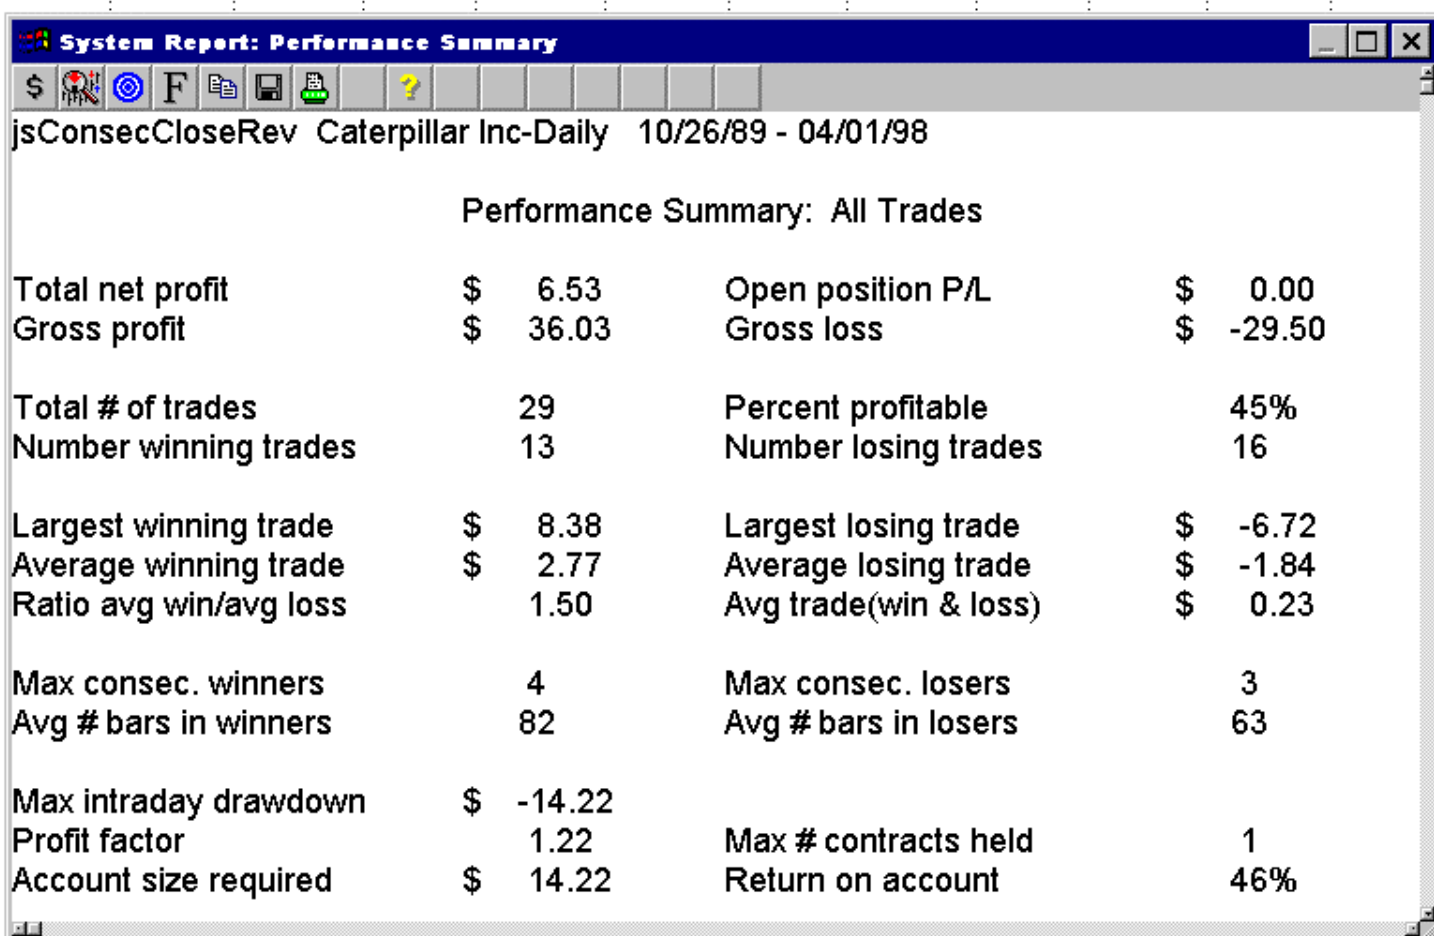 System Report: Performance Summary
$ F ?
jsConsecCloseRev Caterpillar Inc-Daily 10/26/89 - 04/01/98
Performance Summary: All Trades
Total net profit $ 6.53 Open position P/L $ 0.00
Gross profit $ 36.03 Gross loss $ -29.50
Total # of trades 29 Percent profitable 45%
Number winning trades 13 Number losing trades 16
Largest winning trade $ 8.38 Largest losing trade $ -6.72
Average winning trade $ 2.77 Average losing trade $ -1.84
Ratio avg win/avg loss 1.50 Avg trade(win & loss) $ 0.23
Max consec. winners 4 Max consec. losers 3
Avg # bars in winners 82 Avg # bars in losers 63
Max intraday drawdown $ -14.22
Profit factor 1.22 Max # contracts held 1
Account size required $ 14.22 Return on account 46%